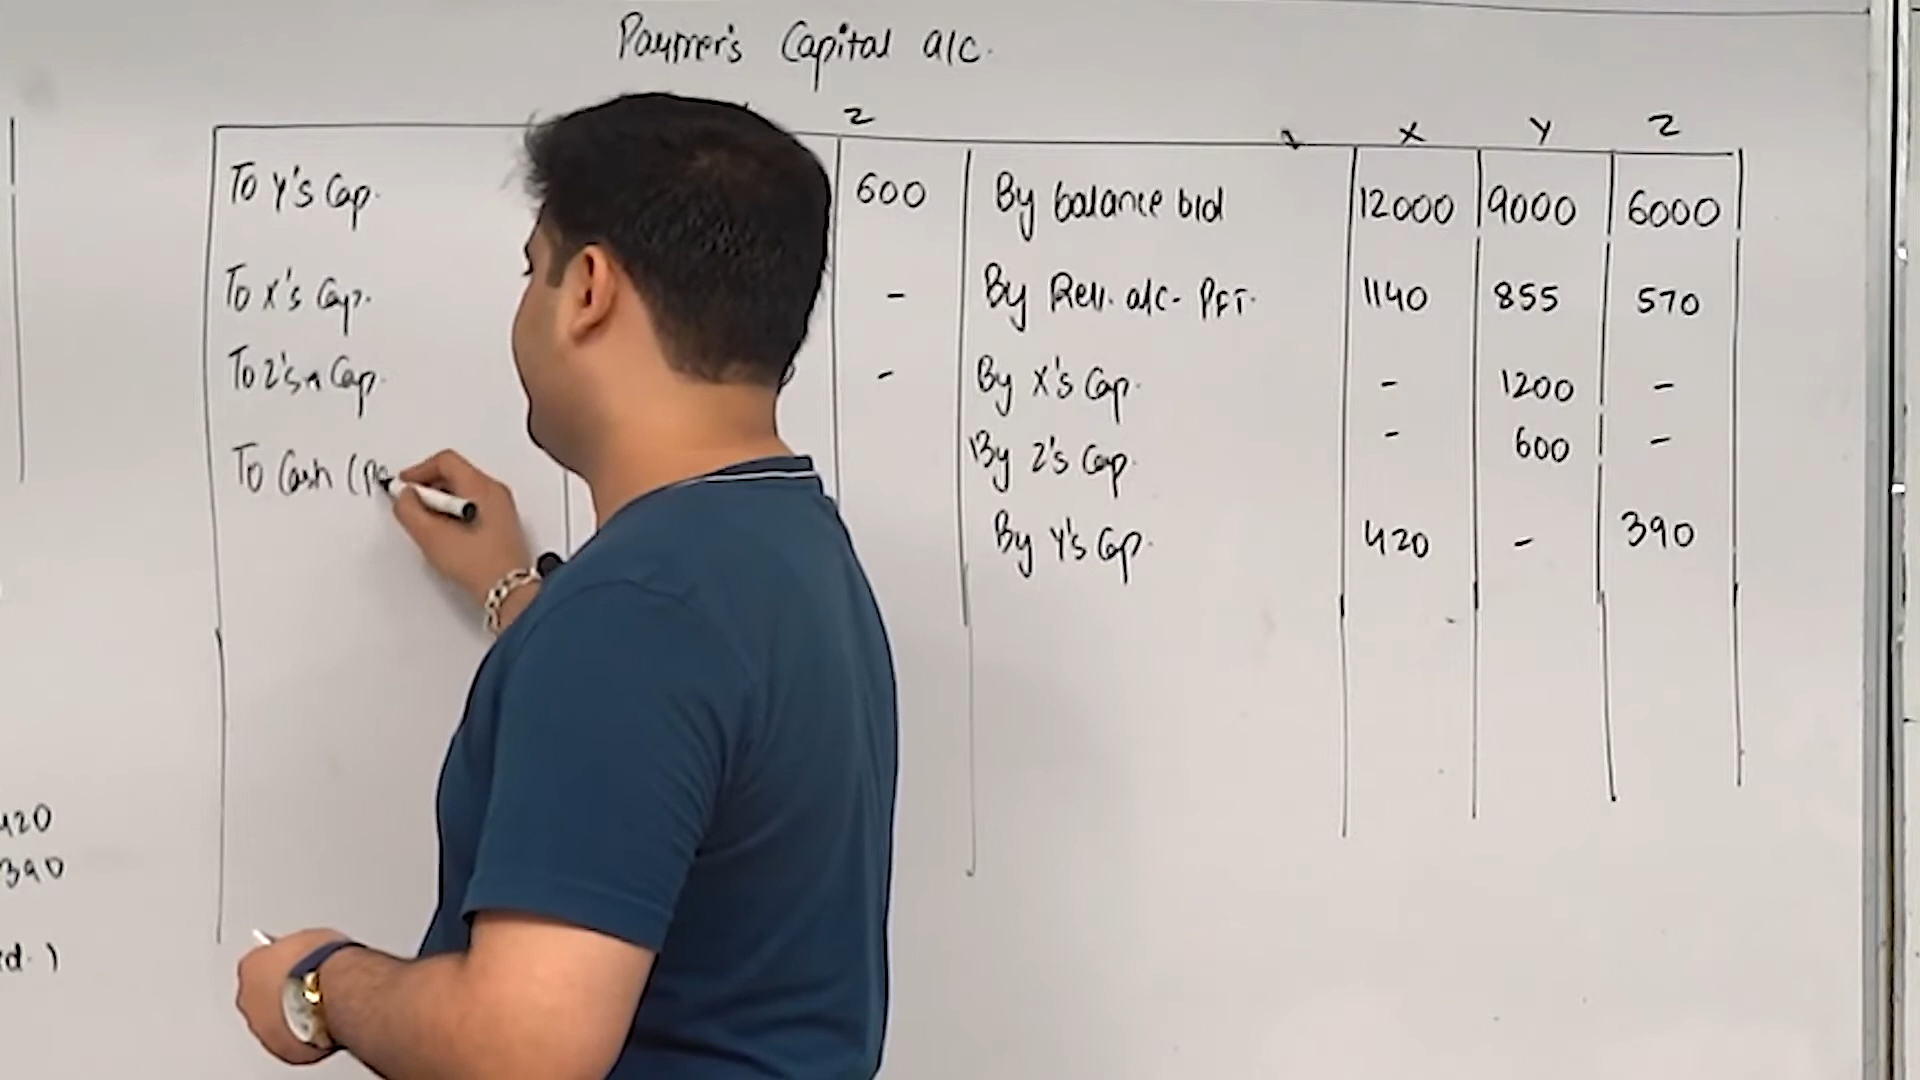 Partner's Capital a/c.
Z
X Y Z
To Y's Cap. 600 By balance b/d 12000 9000 6000
To X's Cap. - By Rev. a/c - PFT. 1140 855 570
To Z's Cap - By X's Cap. - 1200 -
To Cash ( By Z's Cap. - 600 -
By Y's Cap. 420 - 390
420
390
d.)